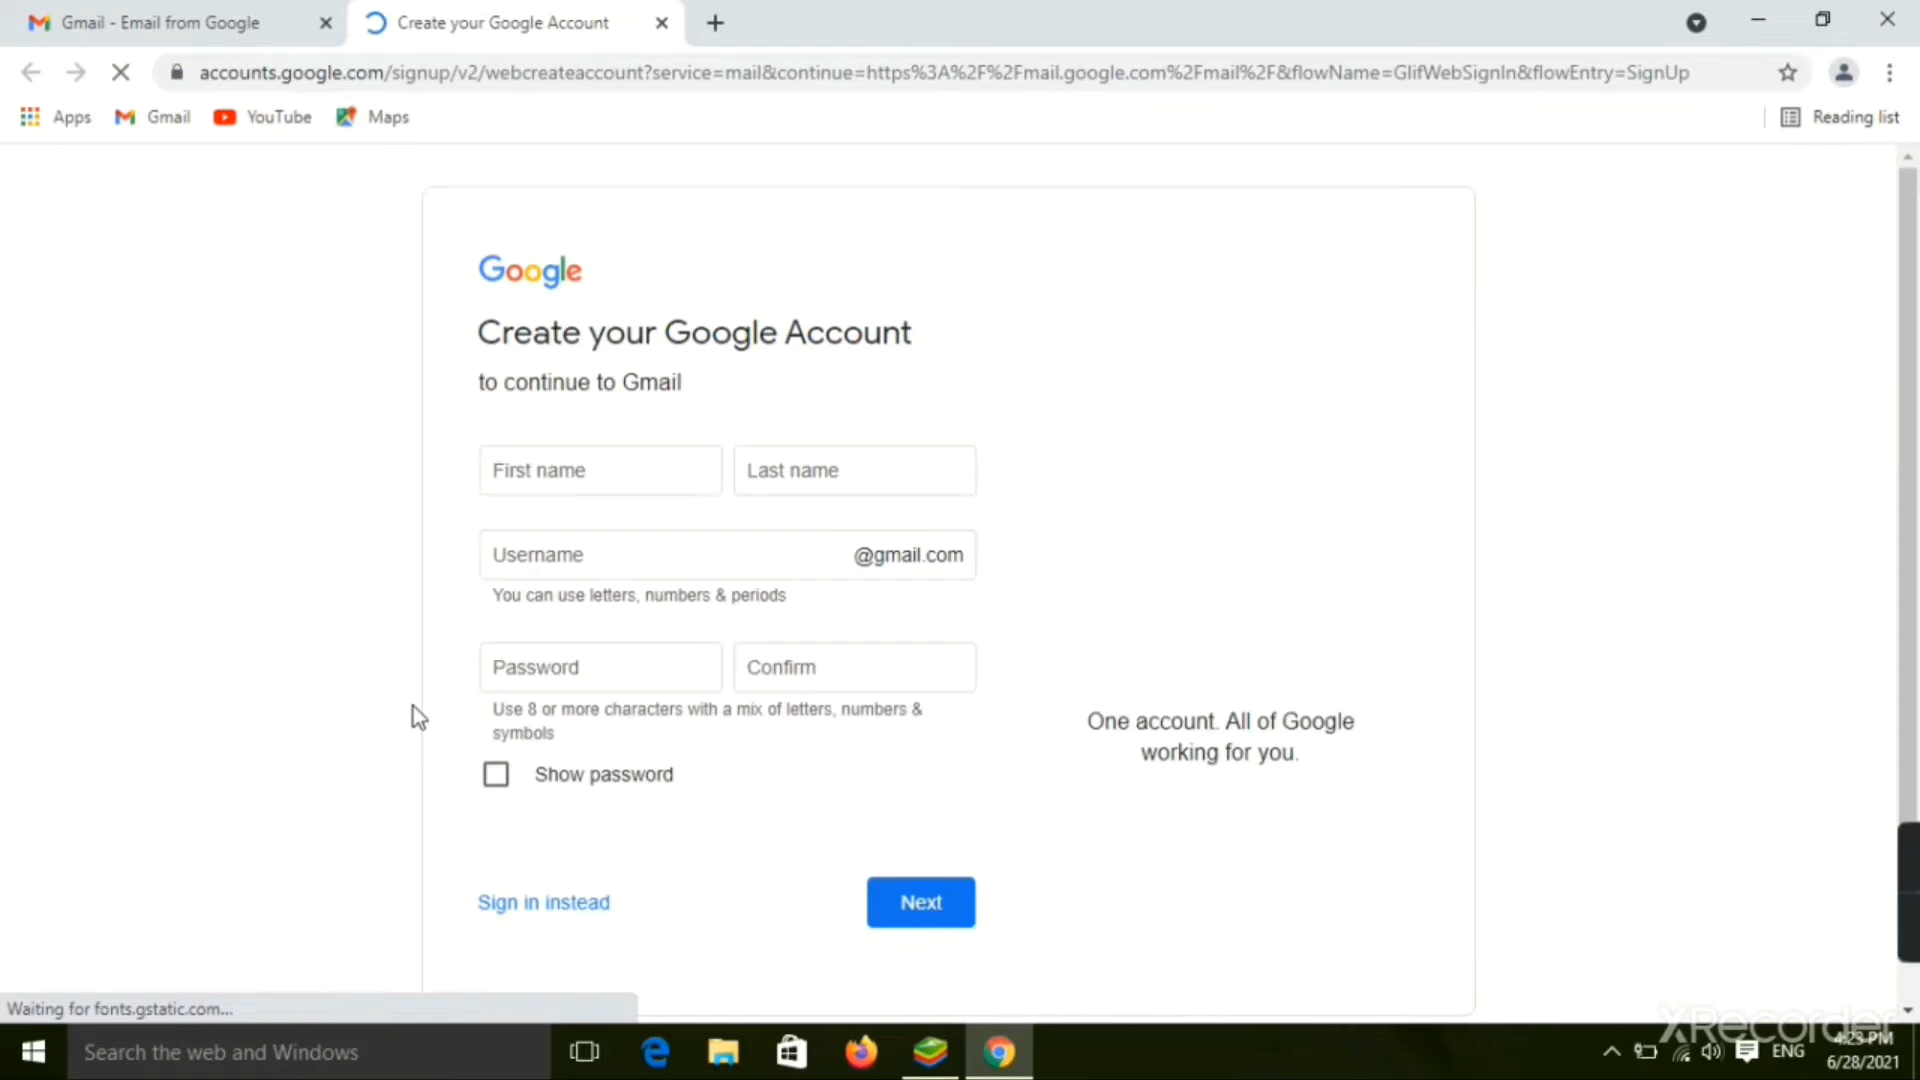 Gmail - Email from Google
Create your Google Account
accounts.google.com/signup/v2/webcreateaccount?service=mail&continue=https%3A%2F%2Fmail.google.com%2Fmail%2F&flowName=GlifWebSignIn&flowEntry=SignUp
Apps Gmail YouTube Maps Reading list
Google
Create your Google Account
to continue to Gmail
First name Last name
Username @gmail.com
You can use letters, numbers & periods
Password Confirm
Use 8 or more characters with a mix of letters, numbers &
symbols
Show password
One account. All of Google
working for you.
Sign in instead Next
Waiting for fonts.gstatic.com...
XRecorder
Search the web and Windows
ENG
4:23 PM
6/28/2021